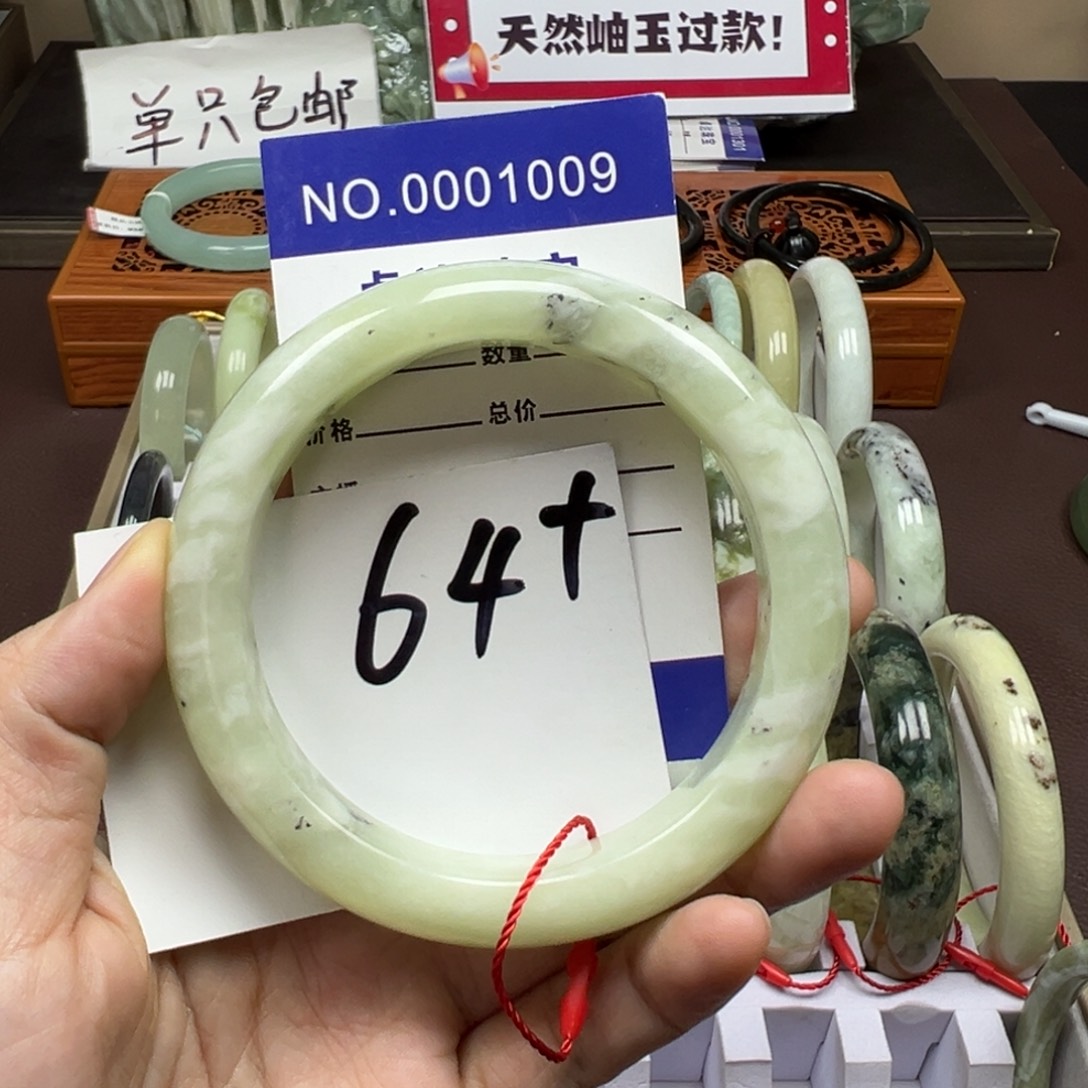 天然岫玉过款!
单只包邮
NO.0001009
数量
价格 总价
64+